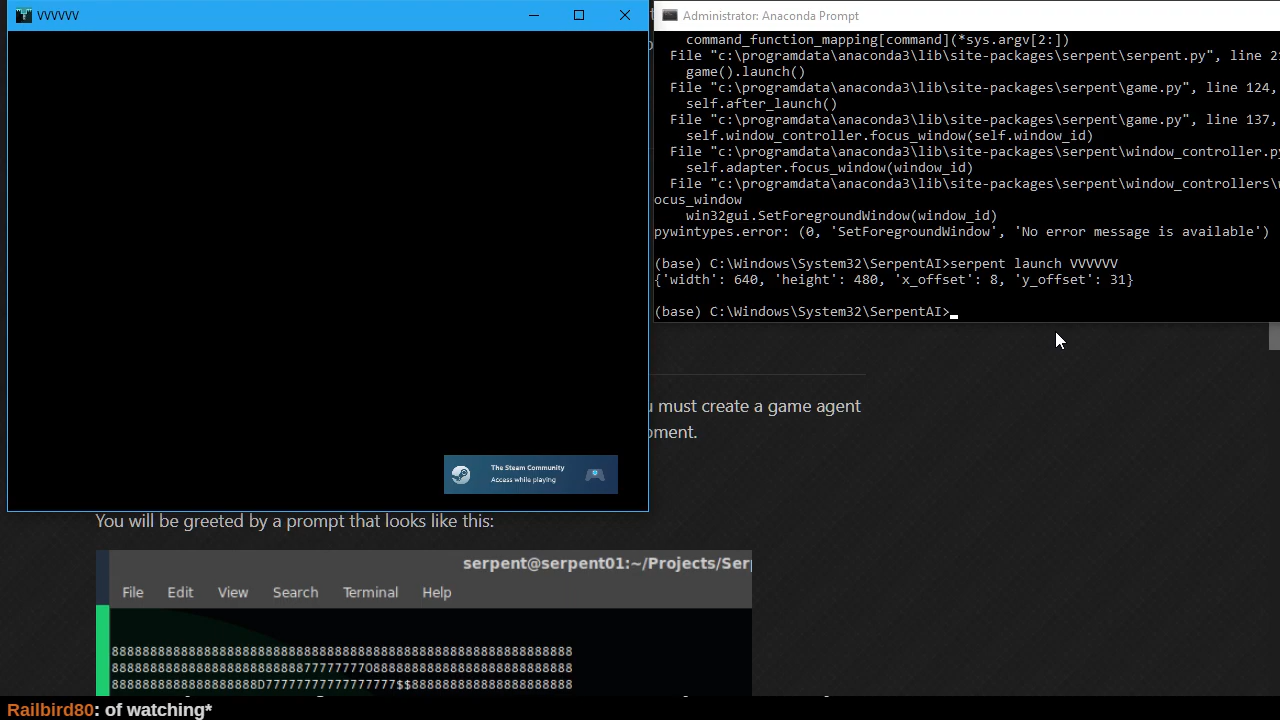 VVVVVV
Administrator: Anaconda Prompt
command_function_mapping[command](*sys.argv[2:])
File "c:\programdata\anaconda3\lib\site-packages\serpent\serpent.py", line
game().launch()
File "c:\programdata\anaconda3\lib\site-packages\serpent\game.py", line 124,
self.after_launch()
File "c:\programdata\anaconda3\lib\site-packages\serpent\game.py", line 137,
self.window_controller.focus_window(self.window_id)
File "c:\programdata\anaconda3\lib\site-packages\serpent\window_controller.py
self.adapter.focus_window(window_id)
File "c:\programdata\anaconda3\lib\site-packages\serpent\window_controllers\
ocus_window
win32gui.SetForegroundWindow(window_id)
pywintypes.error: (0, 'SetForegroundWindow', 'No error message is available')
(base) C:\Windows\System32\SerpentAI>serpent launch VVVVVV
{'width': 640, 'height': 480, 'x_offset': 8, 'y_offset': 31}
(base) C:\Windows\System32\SerpentAI>
must create a game agent
The Steam Community
Access while playing
You will be greeted by a prompt that looks like this:
serpent@serpent01:~/Projects/Ser
File Edit View Search Terminal Help
888888888888888888888888888888888888888888888888888888888888
8888888888888888888888888777777770888888888888888888888888888
8888888888888888888D77777777777777777$$888888888888888888888
Railbird80: of watching*